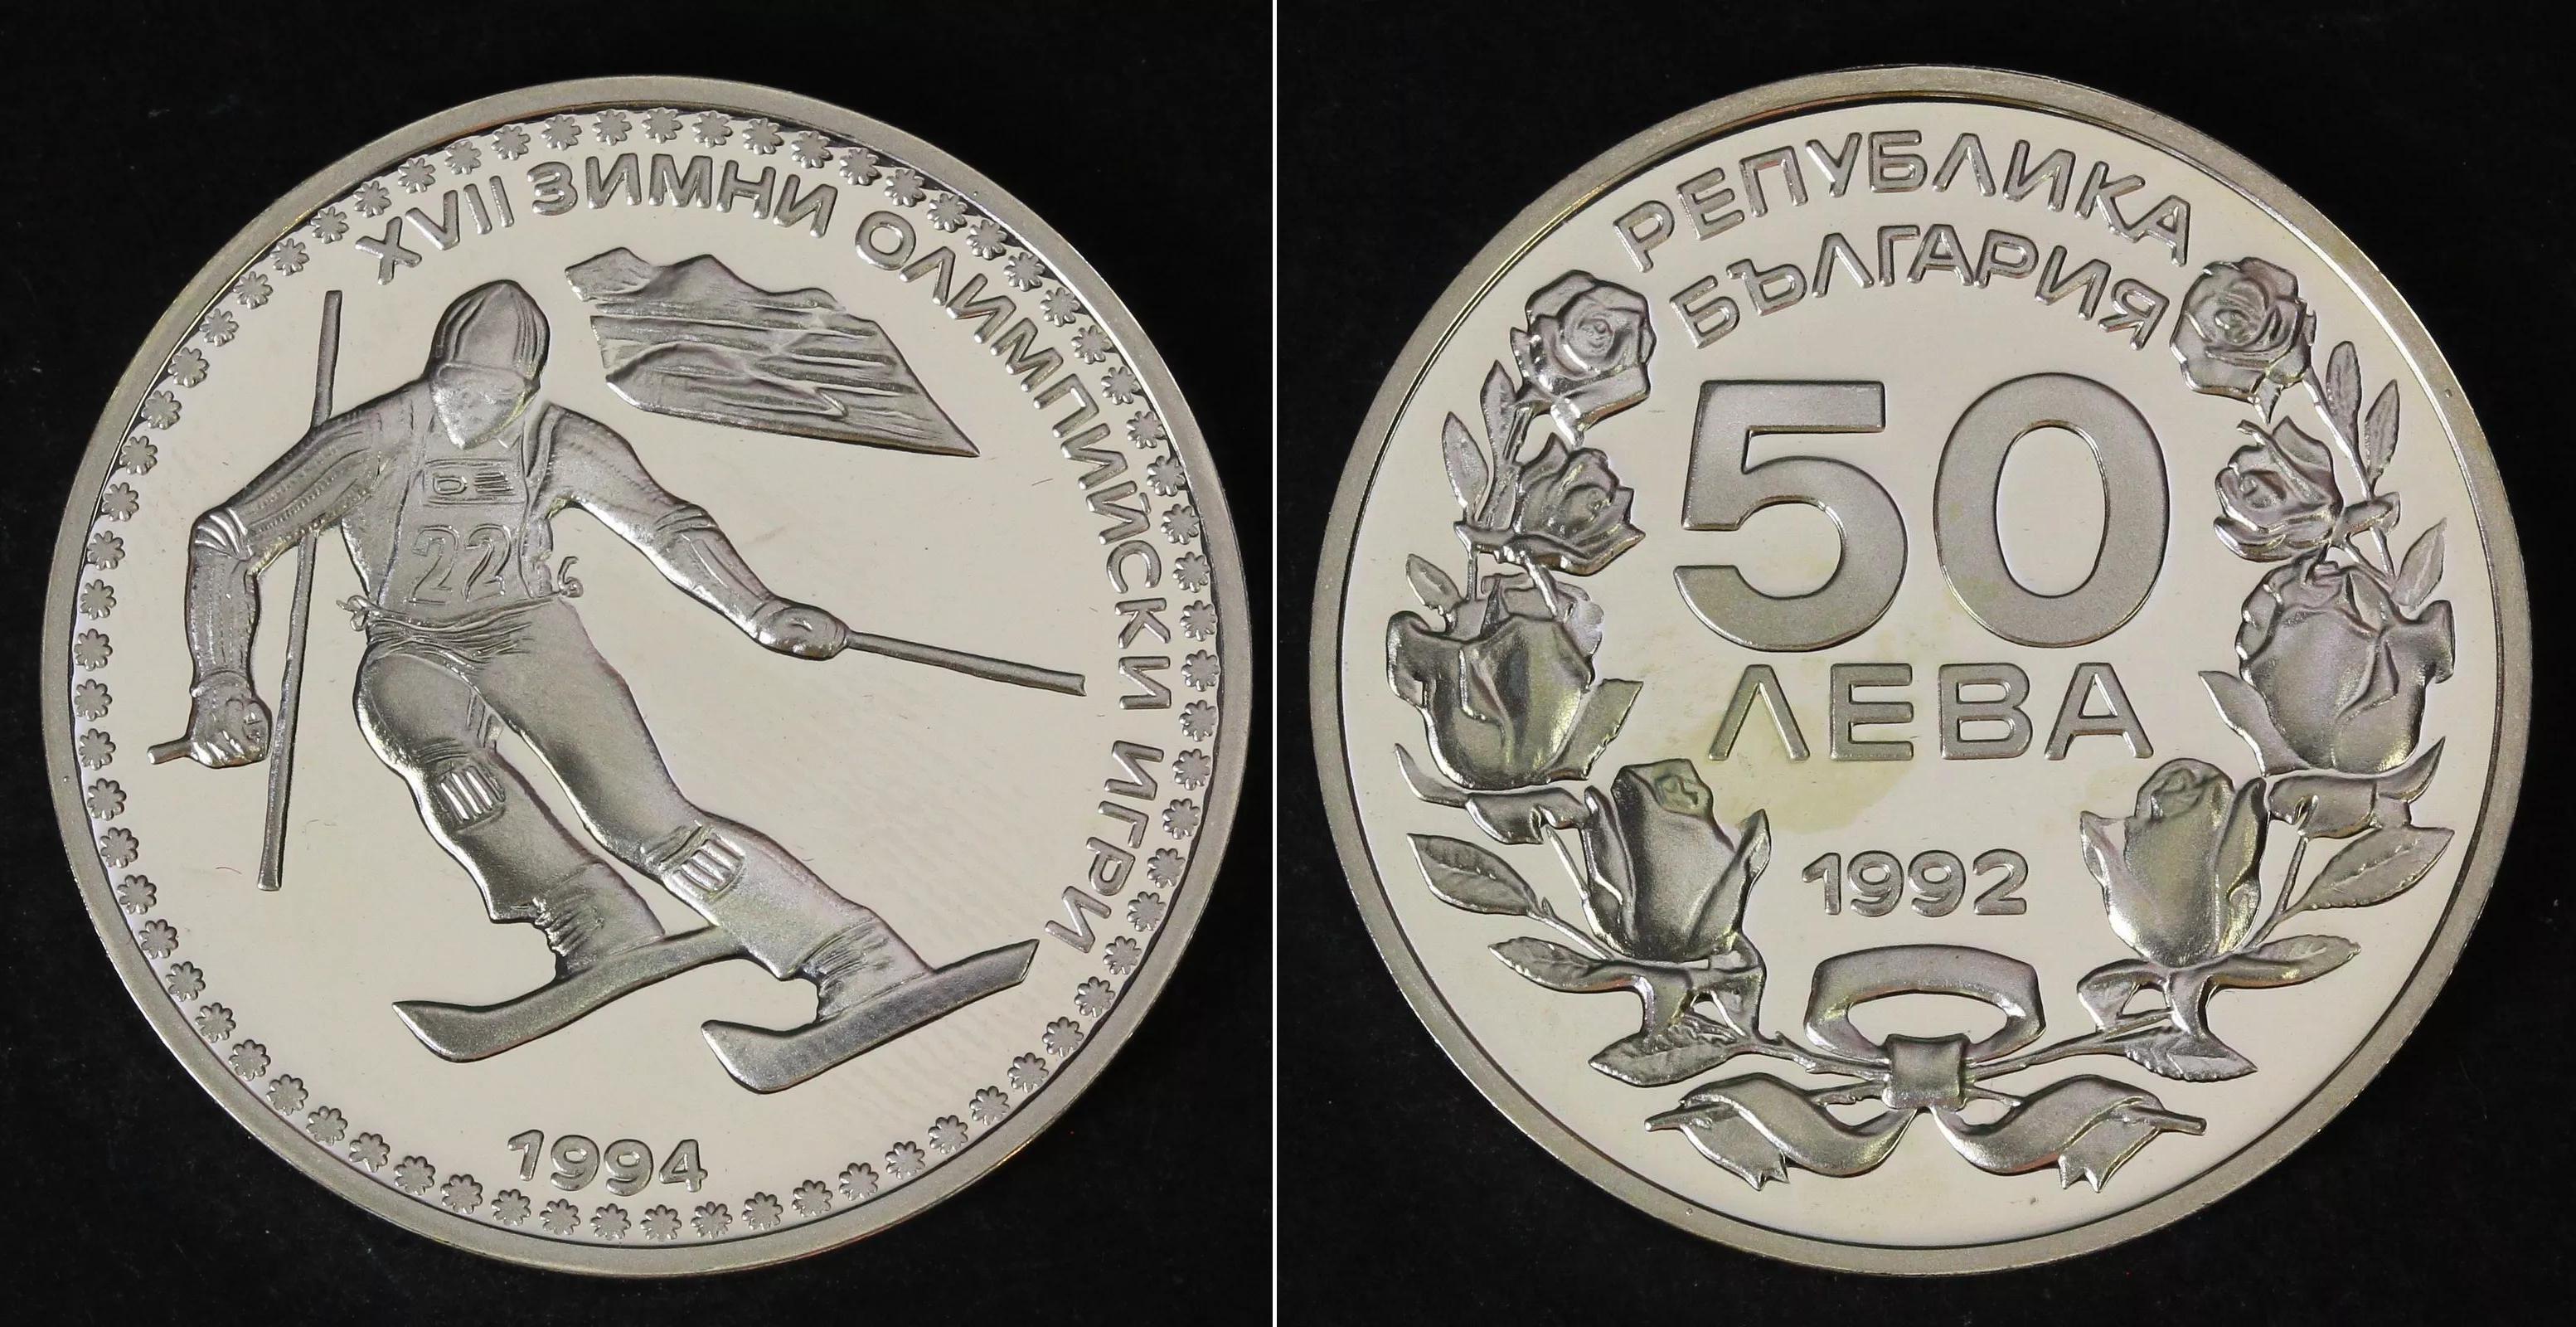 XVII ЗИМНИ ОЛИМПИЙСКИ ИГРИ
22
1994
РЕПУБЛИКА
БЪЛГАРИЯ
50
ЛЕВА
1992